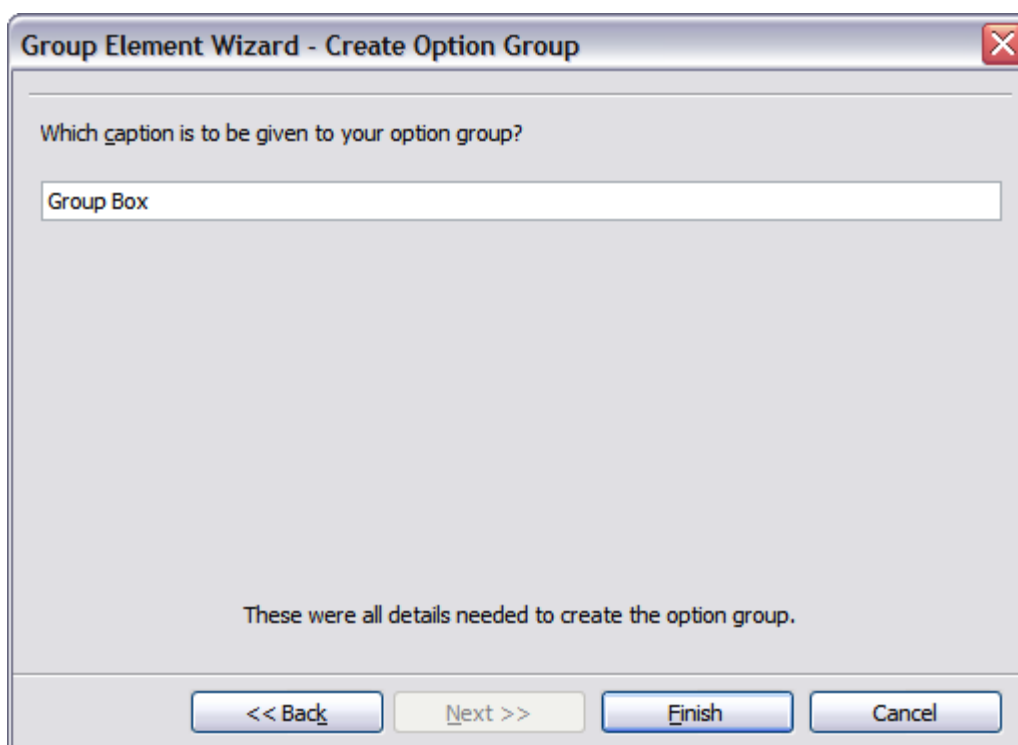 Group Element Wizard - Create Option Group
Which caption is to be given to your option group?
Group Box
These were all details needed to create the option group.
<< Back Next >> Finish Cancel